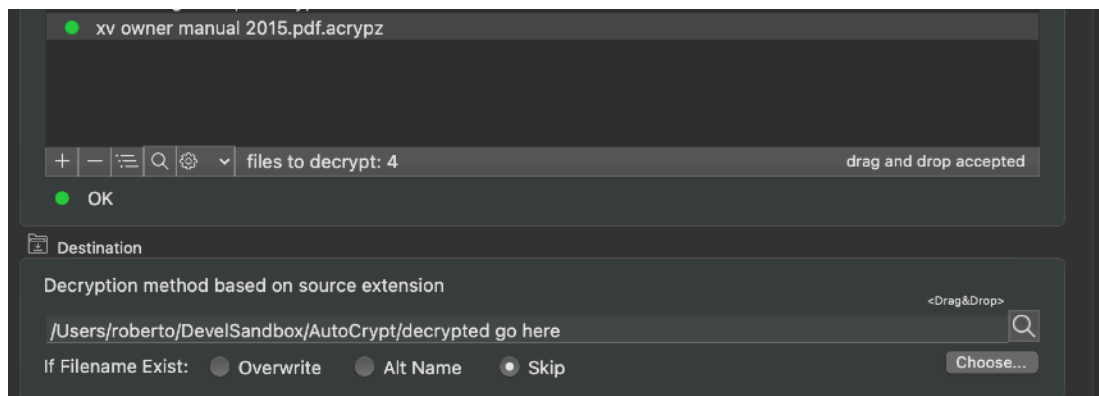 xv owner manual 2015.pdf.acrypz
files to decrypt: 4 drag and drop accepted
OK
Destination
Decryption method based on source extension
<Drag&Drop>
/Users/roberto/DevelSandbox/AutoCrypt/decrypted go here
If Filename Exist: Overwrite Alt Name Skip Choose...